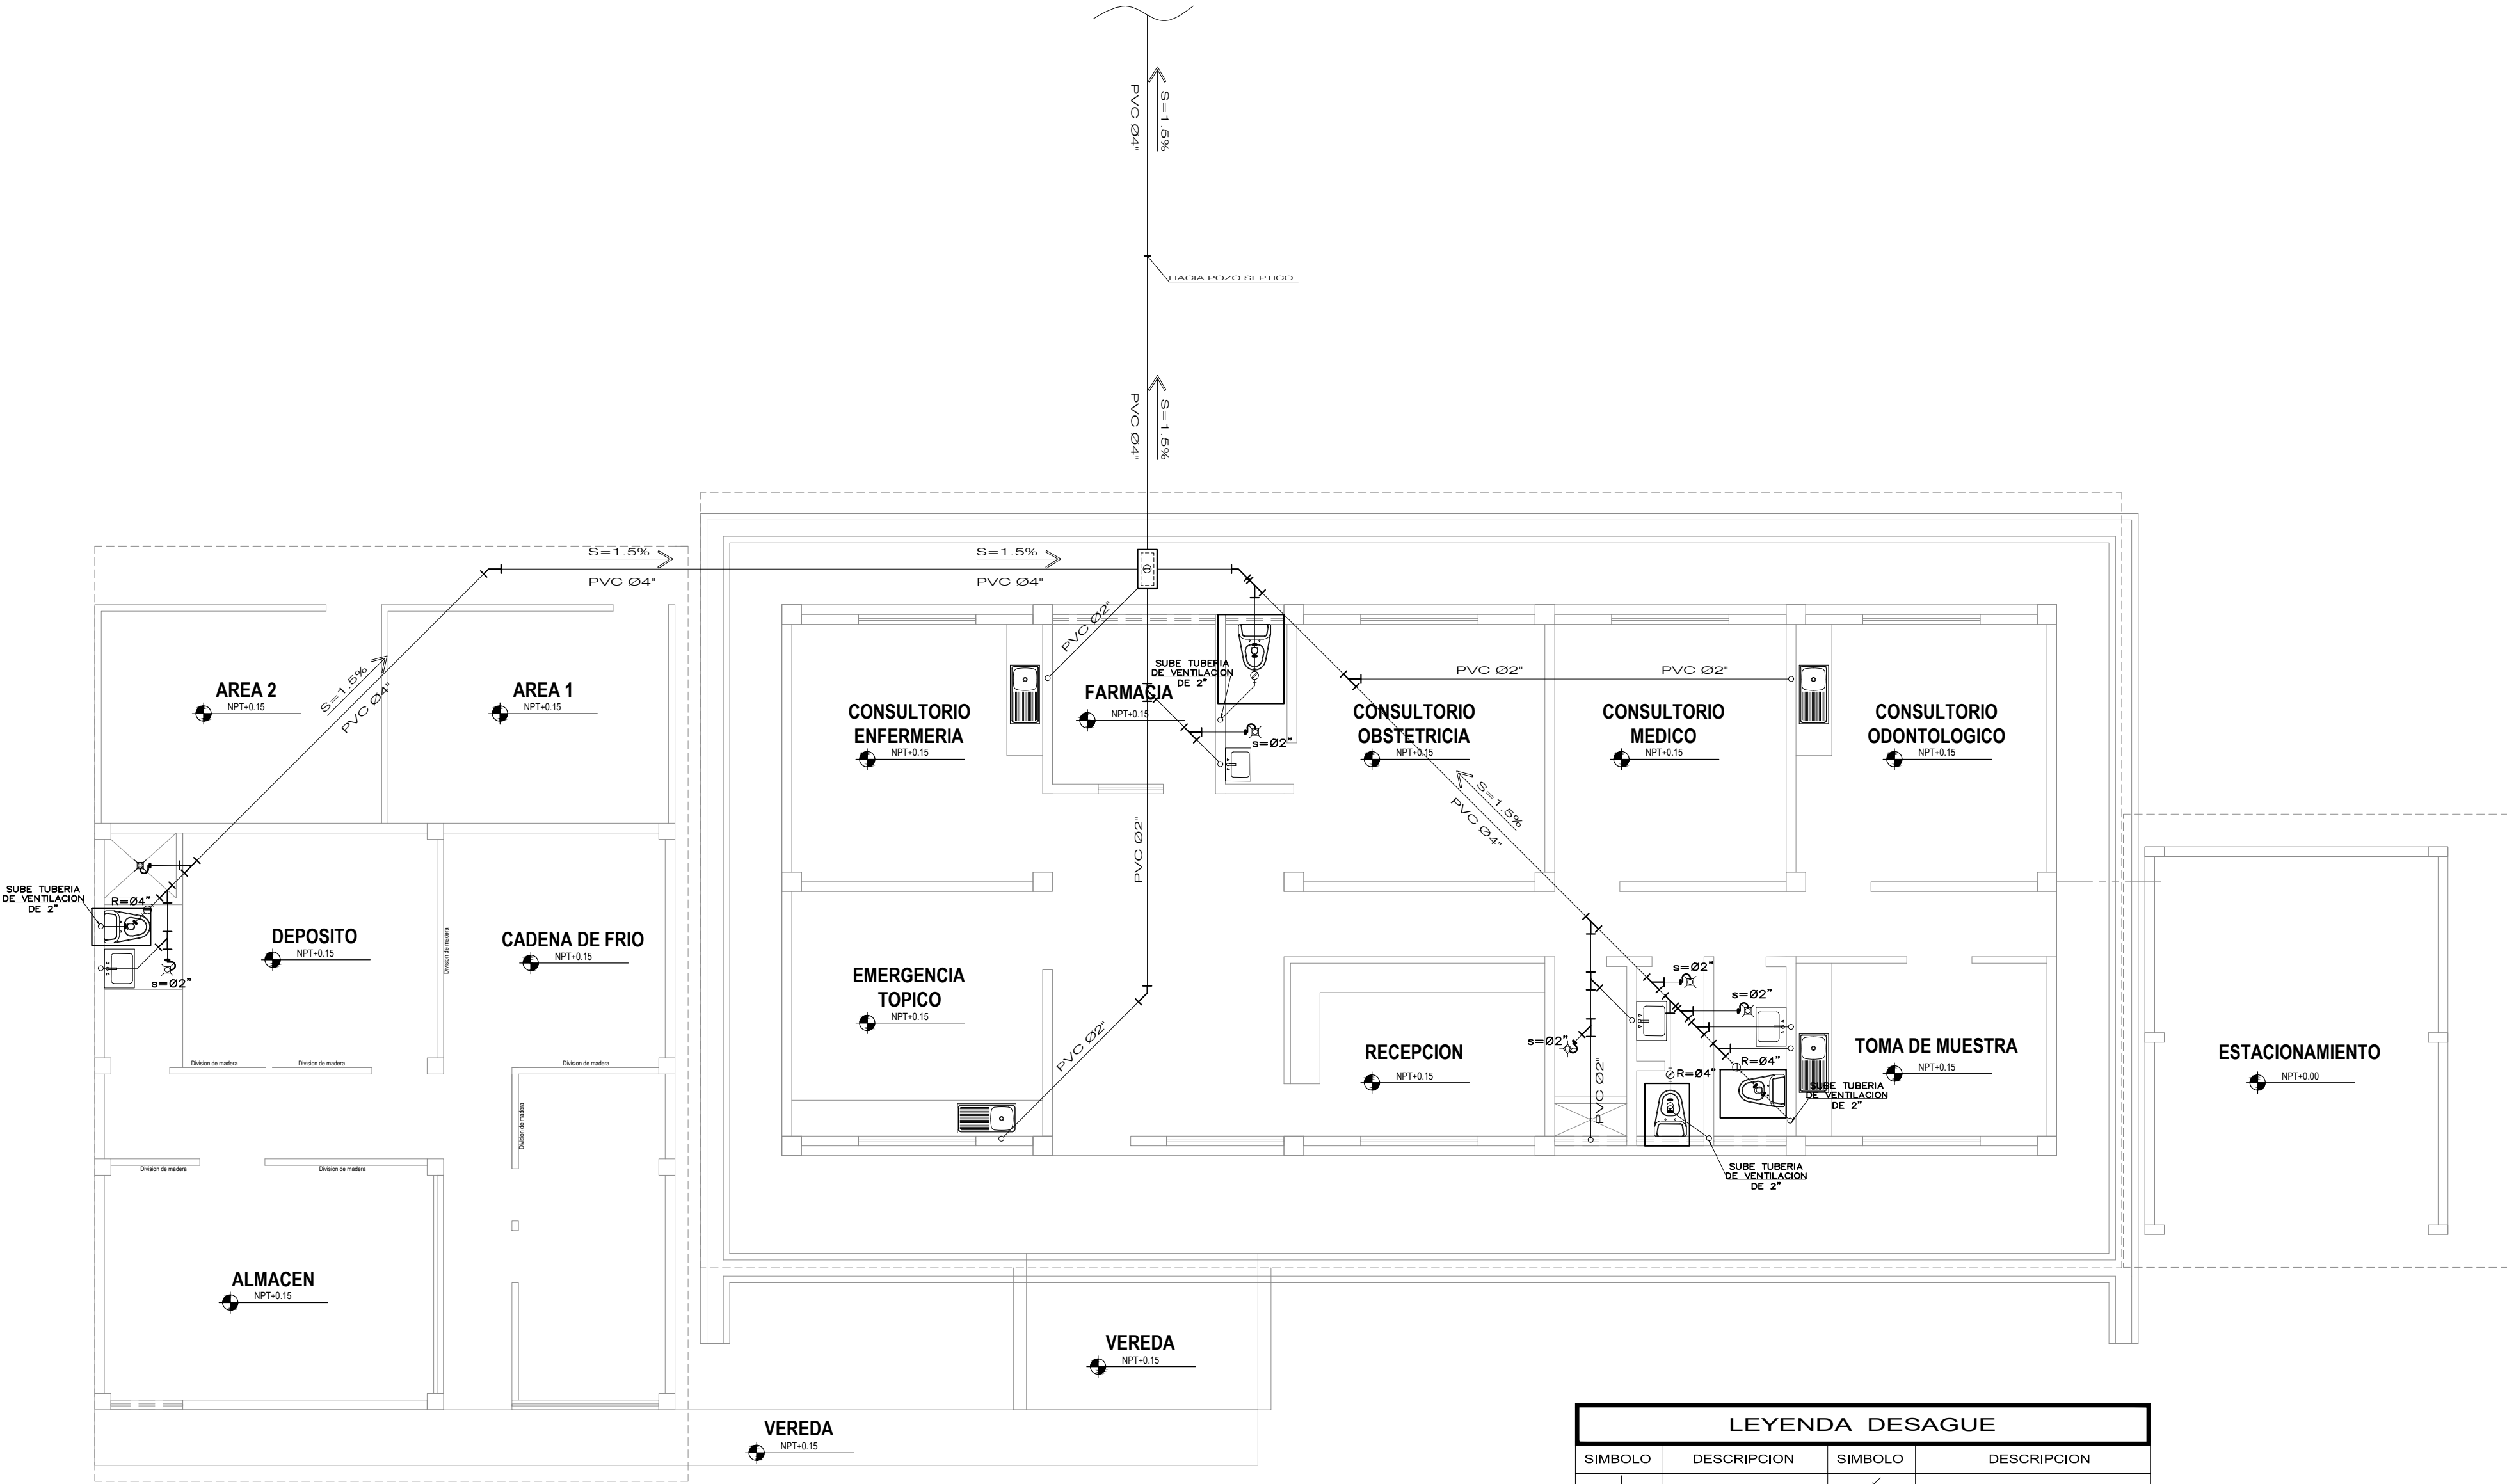 PVC Ø4"
S=1.5%
HACIA POZO SEPTICO
PVC Ø4"
S=1.5%
S=1.5%
PVC Ø4"
S=1.5%
PVC Ø4"
S=1.5%
PVC Ø4"
AREA 2
NPT+0.15
AREA 1
NPT+0.15
PVC Ø2"
SUBE TUBERIA
DE VENTILACION
DE 2"
FARMACIA
NPT+0.15
s=Ø2"
CONSULTORIO
ENFERMERIA
NPT+0.15
CONSULTORIO
OBSTETRICIA
NPT+0.15
PVC Ø2"
PVC Ø2"
CONSULTORIO
MEDICO
NPT+0.15
CONSULTORIO
ODONTOLOGICO
NPT+0.15
S=1.5%
PVC Ø4"
PVC Ø2"
SUBE TUBERIA
DE VENTILACION
DE 2"
R=Ø4"
s=Ø2"
DEPOSITO
NPT+0.15
Division de madera
CADENA DE FRIO
NPT+0.15
EMERGENCIA
TOPICO
NPT+0.15
PVC Ø2"
RECEPCION
NPT+0.15
s=Ø2"
PVC Ø2"
s=Ø2"
s=Ø2"
R=Ø4"
R=Ø4"
TOMA DE MUESTRA
NPT+0.15
SUBE TUBERIA
DE VENTILACION
DE 2"
SUBE TUBERIA
DE VENTILACION
DE 2"
ESTACIONAMIENTO
NPT+0.00
Division de madera
Division de madera
Division de madera
Division de madera
Division de madera
Division de madera
ALMACEN
NPT+0.15
VEREDA
NPT+0.15
VEREDA
NPT+0.15
LEYENDA DESAGUE
SIMBOLO DESCRIPCION SIMBOLO DESCRIPCION